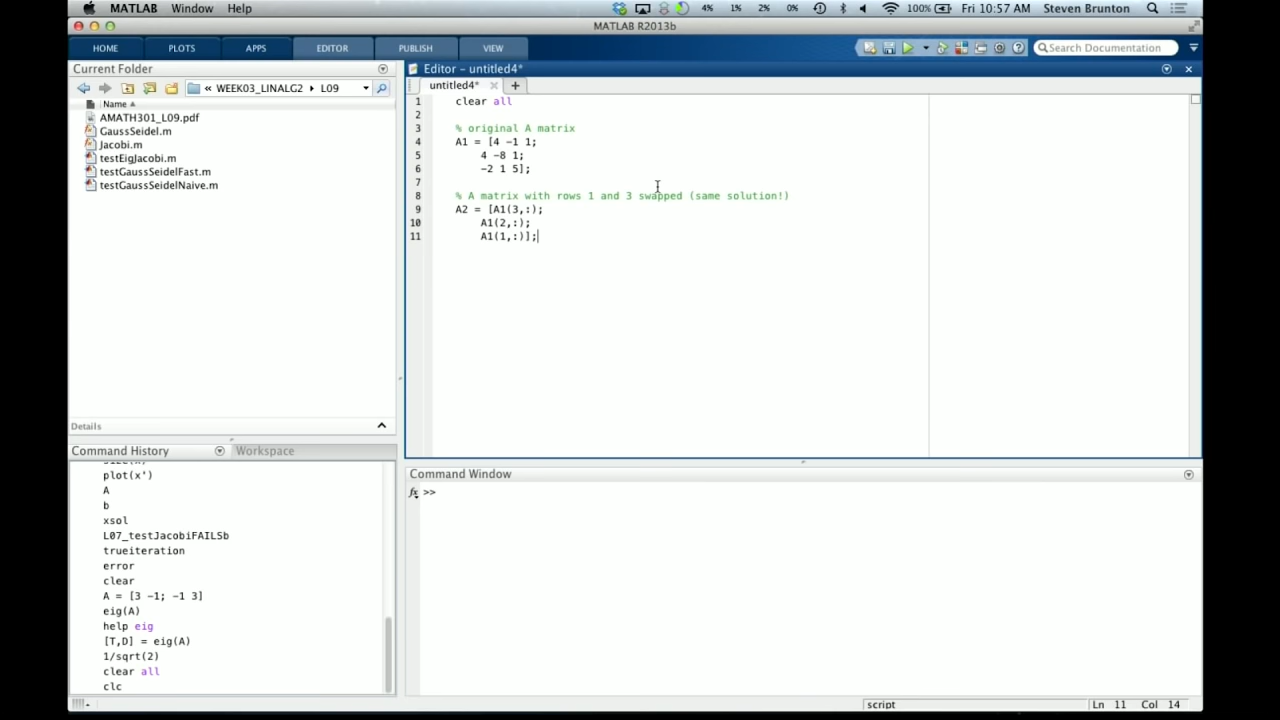 MATLAB Window Help 4% 1% 2% 0% 100% Fri 10:57 AM Steven Brunton
MATLAB R2013b
HOME PLOTS APPS EDITOR PUBLISH VIEW Search Documentation
Current Folder
Editor - untitled4*
« WEEK03_LINALG2 ▸ L09
untitled4* × +
Name
AMATH301_L09.pdf
GaussSeidel.m
Jacobi.m
testEigJacobi.m
testGaussSeidelFast.m
testGaussSeidelNaive.m
1 clear all
2
3 % original A matrix
4 A1 = [4 -1 1;
5 4 -8 1;
6 -2 1 5];
7
8 % A matrix with rows 1 and 3 swapped (same solution!)
9 A2 = [A1(3,:);
10 A1(2,:);
11 A1(1,:)];
Details
Command History Workspace
size(x)
plot(x')
A
b
xsol
L07_testJacobiFAILSb
trueiteration
error
clear
A = [3 -1; -1 3]
eig(A)
help eig
[T,D] = eig(A)
1/sqrt(2)
clear all
clc
Command Window
fx >>
script Ln 11 Col 14